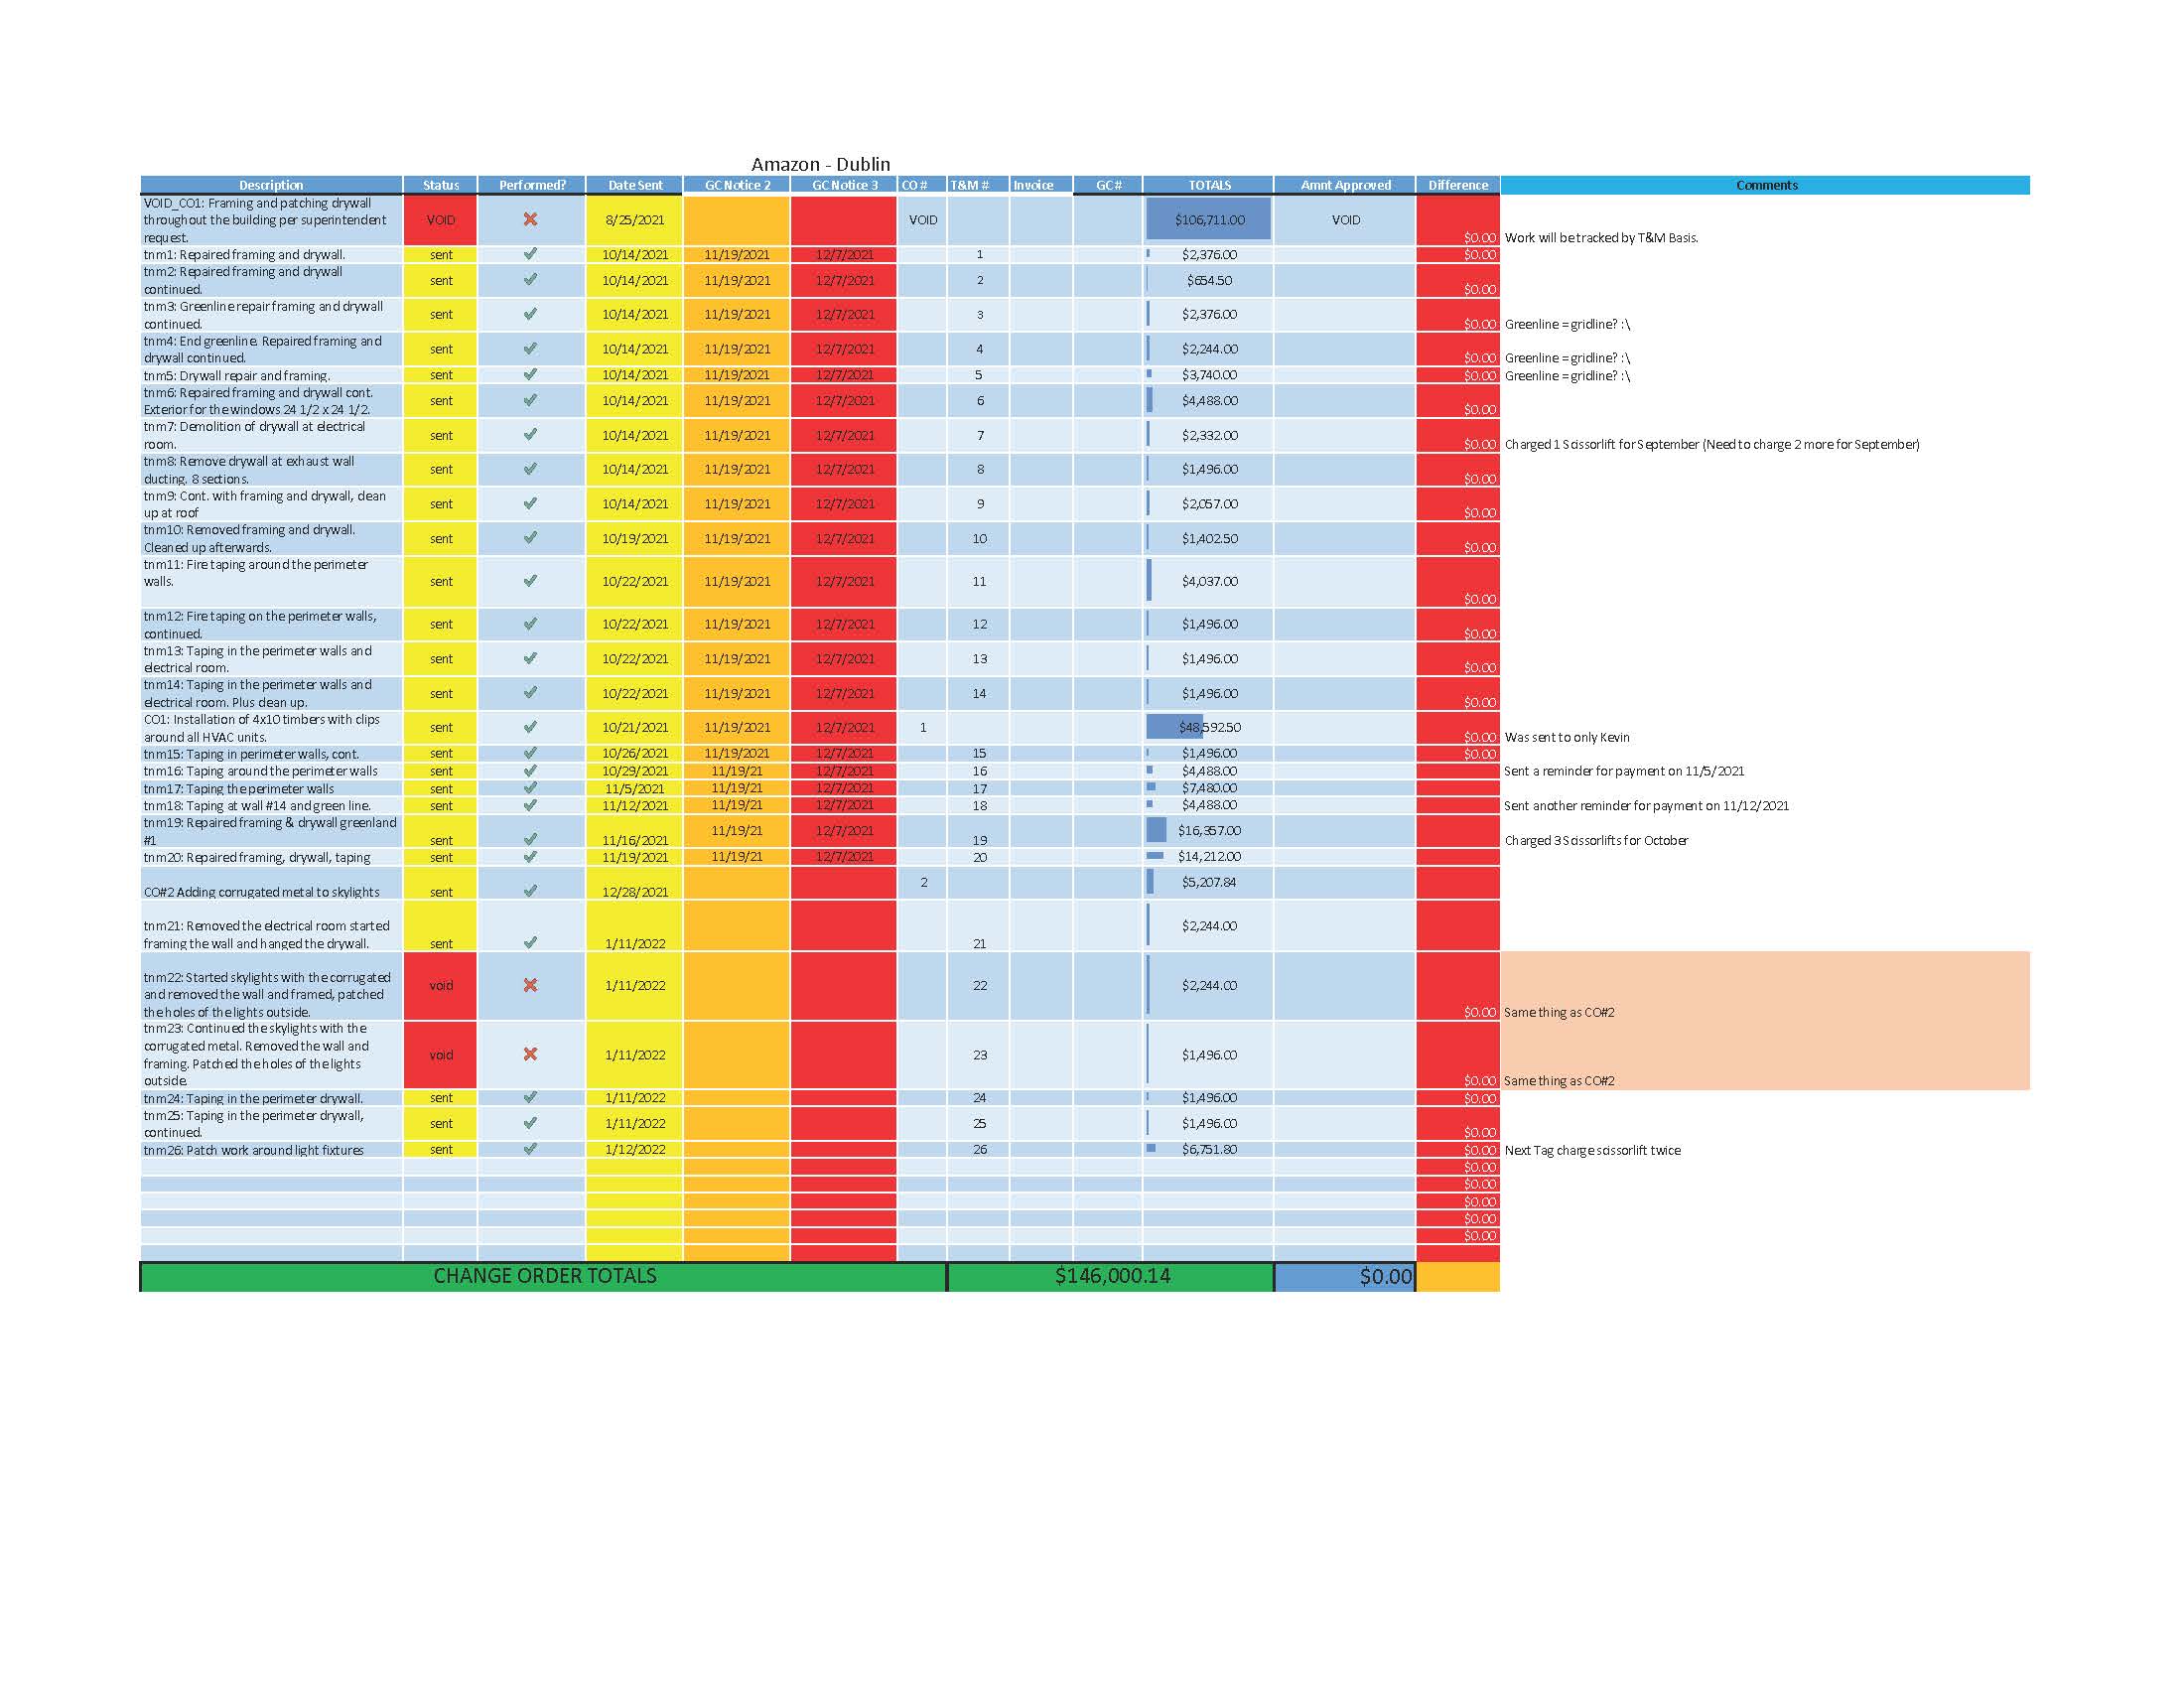 Amazon - Dublin
Description Status Performed? Date Sent GC Notice 2 GC Notice 3 CO # T&M # Invoice GC# TOTALS Amnt Approved Difference Comments
VOID_CO1: Framing and patching drywall
throughout the building per superintendent
request.
VOID 8/25/2021 VOID $106,711.00 VOID $0.00 Work will be tracked by T&M Basis.
tnm1: Repaired framing and drywall. sent 10/14/2021 11/19/2021 12/7/2021 1 $2,376.00 $0.00
tnm2: Repaired framing and drywall
continued.
sent 10/14/2021 11/19/2021 12/7/2021 2 $654.50 $0.00
tnm3: Greenline repair framing and drywall
continued.
sent 10/14/2021 11/19/2021 12/7/2021 3 $2,376.00 $0.00 Greenline = gridline? :\
tnm4: End greenline. Repaired framing and
drywall continued.
sent 10/14/2021 11/19/2021 12/7/2021 4 $2,244.00 $0.00 Greenline = gridline? :\
tnm5: Drywall repair and framing. sent 10/14/2021 11/19/2021 12/7/2021 5 $3,740.00 $0.00 Greenline = gridline? :\
tnm6: Repaired framing and drywall cont.
Exterior for the windows 24 1/2 x 24 1/2.
sent 10/14/2021 11/19/2021 12/7/2021 6 $4,488.00 $0.00
tnm7: Demolition of drywall at electrical
room.
sent 10/14/2021 11/19/2021 12/7/2021 7 $2,332.00 $0.00 Charged 1 Scissorlift for September (Need to charge 2 more for September)
tnm8: Remove drywall at exhaust wall
ducting. 8 sections.
sent 10/14/2021 11/19/2021 12/7/2021 8 $1,496.00 $0.00
tnm9: Cont. with framing and drywall, clean
up at roof
sent 10/14/2021 11/19/2021 12/7/2021 9 $2,057.00 $0.00
tnm10: Removed framing and drywall.
Cleaned up afterwards.
sent 10/19/2021 11/19/2021 12/7/2021 10 $1,402.50 $0.00
tnm11: Fire taping around the perimeter
walls.
sent 10/22/2021 11/19/2021 12/7/2021 11 $4,037.00 $0.00
tnm12: Fire taping on the perimeter walls,
continued.
sent 10/22/2021 11/19/2021 12/7/2021 12 $1,496.00 $0.00
tnm13: Taping in the perimeter walls and
electrical room.
sent 10/22/2021 11/19/2021 12/7/2021 13 $1,496.00 $0.00
tnm14: Taping in the perimeter walls and
electrical room. Plus clean up.
sent 10/22/2021 11/19/2021 12/7/2021 14 $1,496.00 $0.00
CO1: Installation of 4x10 timbers with clips
around all HVAC units.
sent 10/21/2021 11/19/2021 12/7/2021 1 $48,592.50 $0.00 Was sent to only Kevin
tnm15: Taping in perimeter walls, cont. sent 10/26/2021 11/19/2021 12/7/2021 15 $1,496.00 $0.00
tnm16: Taping around the perimeter walls sent 10/29/2021 11/19/21 12/7/2021 16 $4,488.00 Sent a reminder for payment on 11/5/2021
tnm17: Taping the perimeter walls sent 11/5/2021 11/19/21 12/7/2021 17 $7,480.00
tnm18: Taping at wall #14 and green line. sent 11/12/2021 11/19/21 12/7/2021 18 $4,488.00 Sent another reminder for payment on 11/12/2021
tnm19: Repaired framing & drywall greenland
#1
sent 11/16/2021 11/19/21 12/7/2021 19 $16,357.00 Charged 3 Scissorlifts for October
tnm20: Repaired framing, drywall, taping sent 11/19/2021 11/19/21 12/7/2021 20 $14,212.00
CO#2 Adding corrugated metal to skylights sent 12/28/2021 2 $5,207.84
tnm21: Removed the electrical room started
framing the wall and hanged the drywall.
sent 1/11/2022 21 $2,244.00
tnm22: Started skylights with the corrugated
and removed the wall and framed, patched
the holes of the lights outside.
void 1/11/2022 22 $2,244.00 $0.00 Same thing as CO#2
tnm23: Continued the skylights with the
corrugated metal. Removed the wall and
framing. Patched the holes of the lights
outside.
void 1/11/2022 23 $1,496.00 $0.00 Same thing as CO#2
tnm24: Taping in the perimeter drywall. sent 1/11/2022 24 $1,496.00 $0.00
tnm25: Taping in the perimeter drywall,
continued.
sent 1/11/2022 25 $1,496.00 $0.00
tnm26: Patch work around light fixtures sent 1/12/2022 26 $6,751.80 $0.00 Next Tag charge scissorlift twice
$0.00
$0.00
$0.00
$0.00
$0.00
CHANGE ORDER TOTALS $146,000.14 $0.00